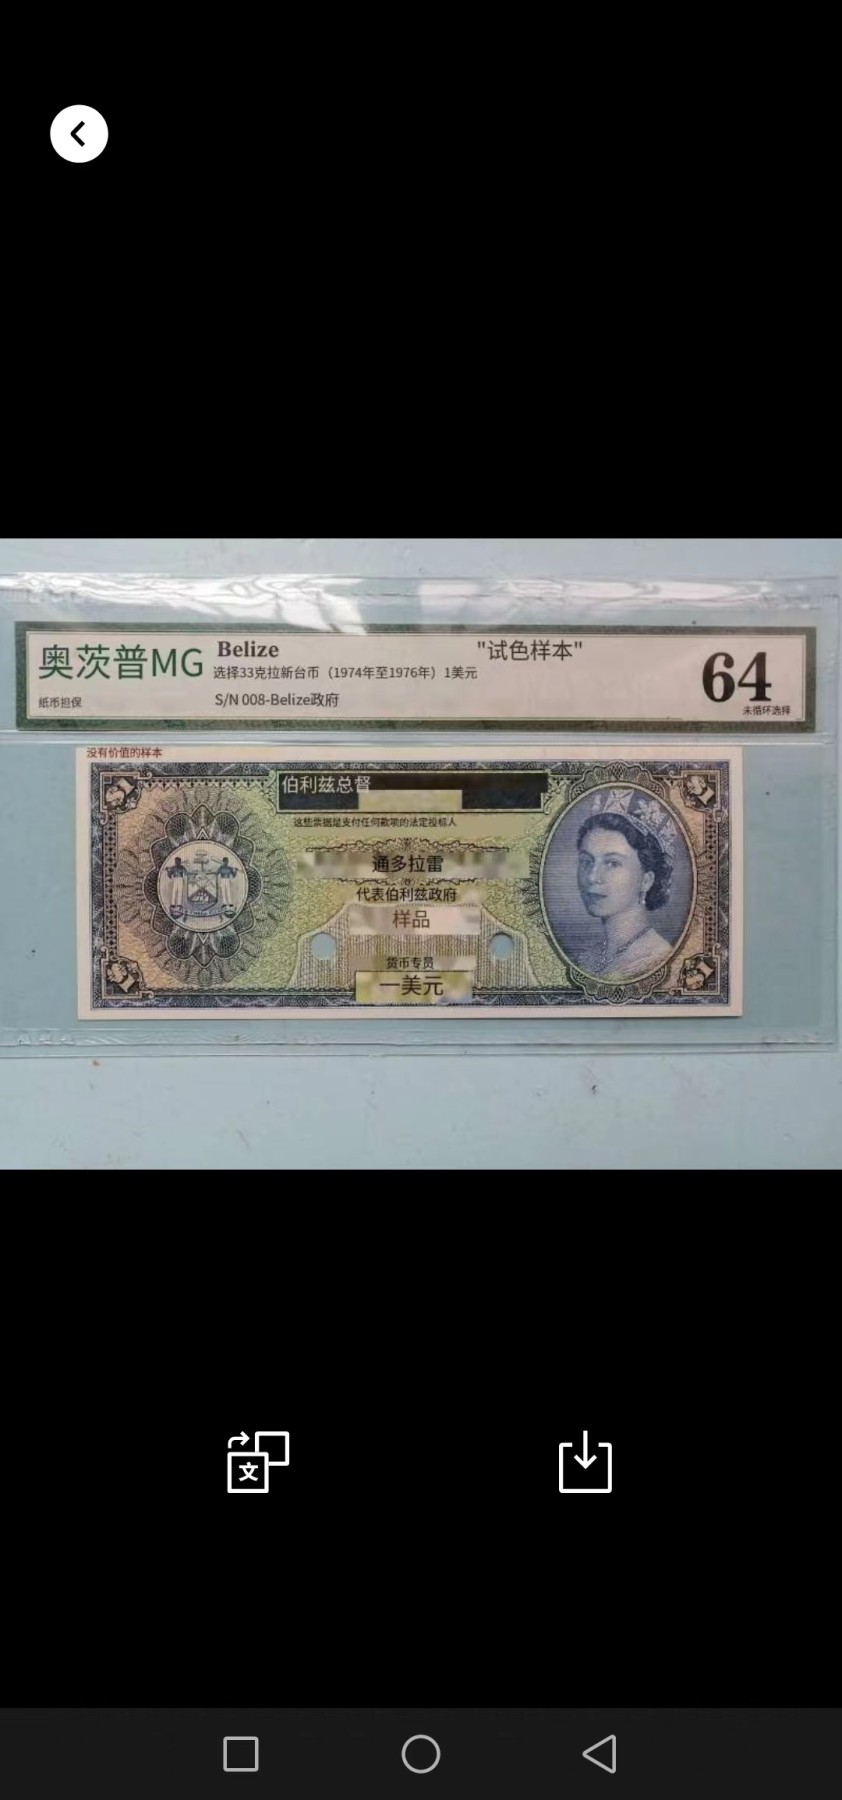 奥茨普MG
Belize
"试色样本"
选择33克拉新台币（1974年至1976年）1美元
纸币担保
S/N 008-Belize政府
64
未循环选择
没有价值的样本
伯利兹总督
这些票据是支付任何款项的法定投标人
通多拉雷
代表伯利兹政府
样品
货币专员
一美元
文